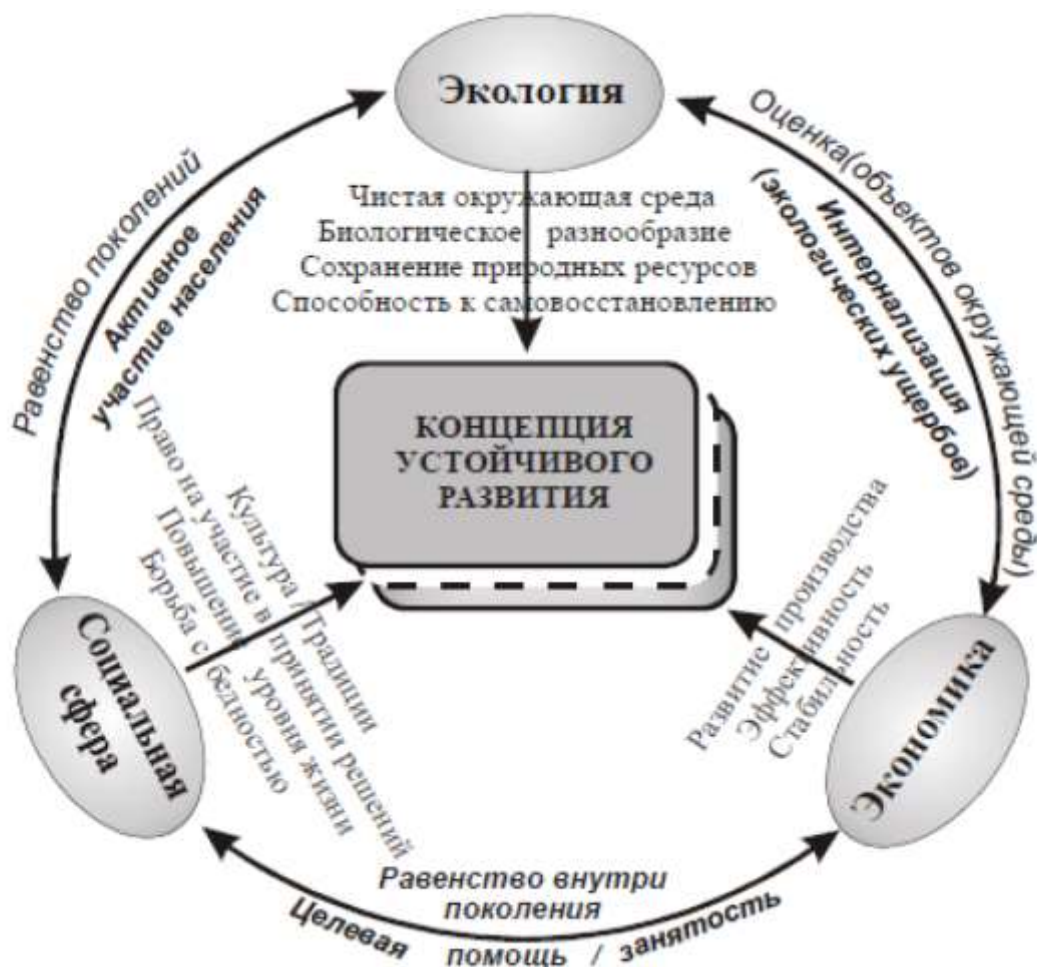 Экология
Равенство поколений
Активное
участие населения
Оценка(объектов окружающей среды)
Интернализация
(экологических ущербов)
Чистая окружающая среда
Биологическое разнообразие
Сохранение природных ресурсов
Способность к самовосстановлению
КОНЦЕПЦИЯ
УСТОЙЧИВОГО
РАЗВИТИЯ
Культура / Традиции
Право на участие в принятии решений
Повышение уровня жизни
Борьба с бедностью
Развитие производства
Эффективность
Стабильность
Социальная
сфера
Экономика
Равенство внутри
поколения
Целевая помощь / занятость